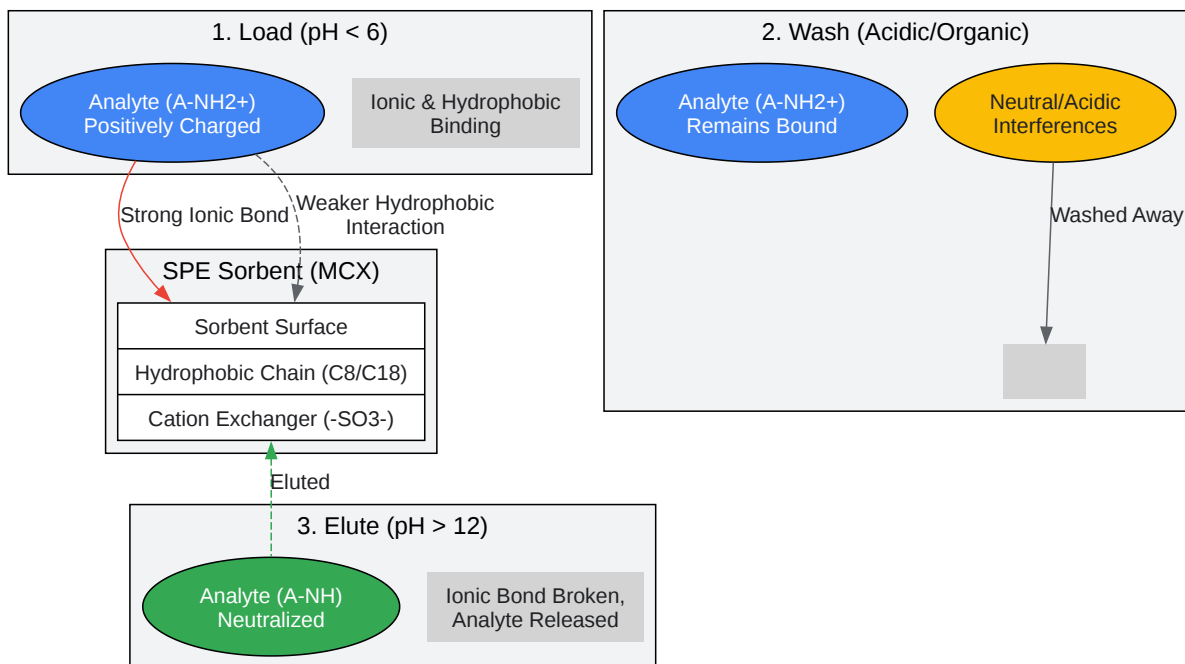 1. Load (pH < 6)
Analyte (A-NH2+)
Positively Charged
Ionic & Hydrophobic
Binding
Strong Ionic Bond
Weaker Hydrophobic
Interaction
SPE Sorbent (MCX)
Sorbent Surface
Hydrophobic Chain (C8/C18)
Cation Exchanger (-SO3-)
Eluted
3. Elute (pH > 12)
Analyte (A-NH)
Neutralized
Ionic Bond Broken,
Analyte Released
2. Wash (Acidic/Organic)
Analyte (A-NH2+)
Remains Bound
Neutral/Acidic
Interferences
Washed Away